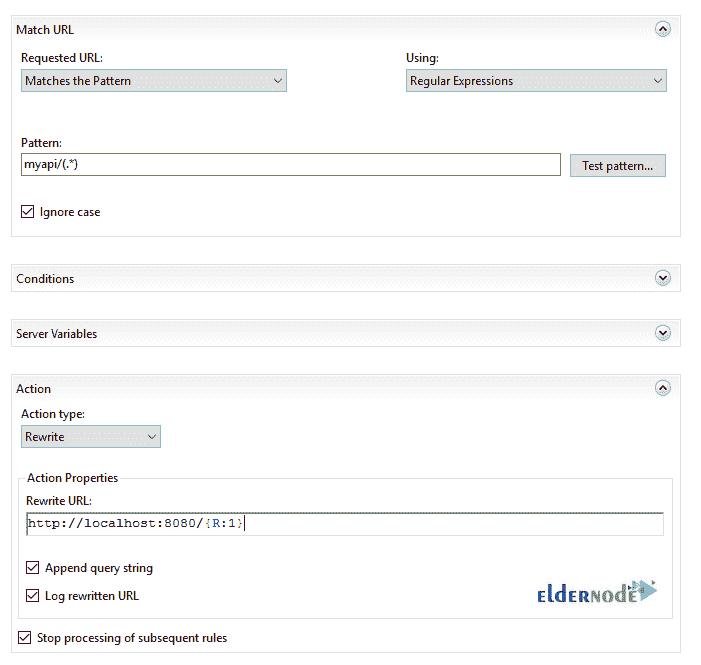 Match URL
Requested URL: Using:
Matches the Pattern Regular Expressions
Pattern:
myapi/(.*) Test pattern...
Ignore case
Conditions
Server Variables
Action
Action type:
Rewrite
Action Properties
Rewrite URL:
http://localhost:8080/{R:1}
Append query string
Log rewritten URL
elderNode
Stop processing of subsequent rules